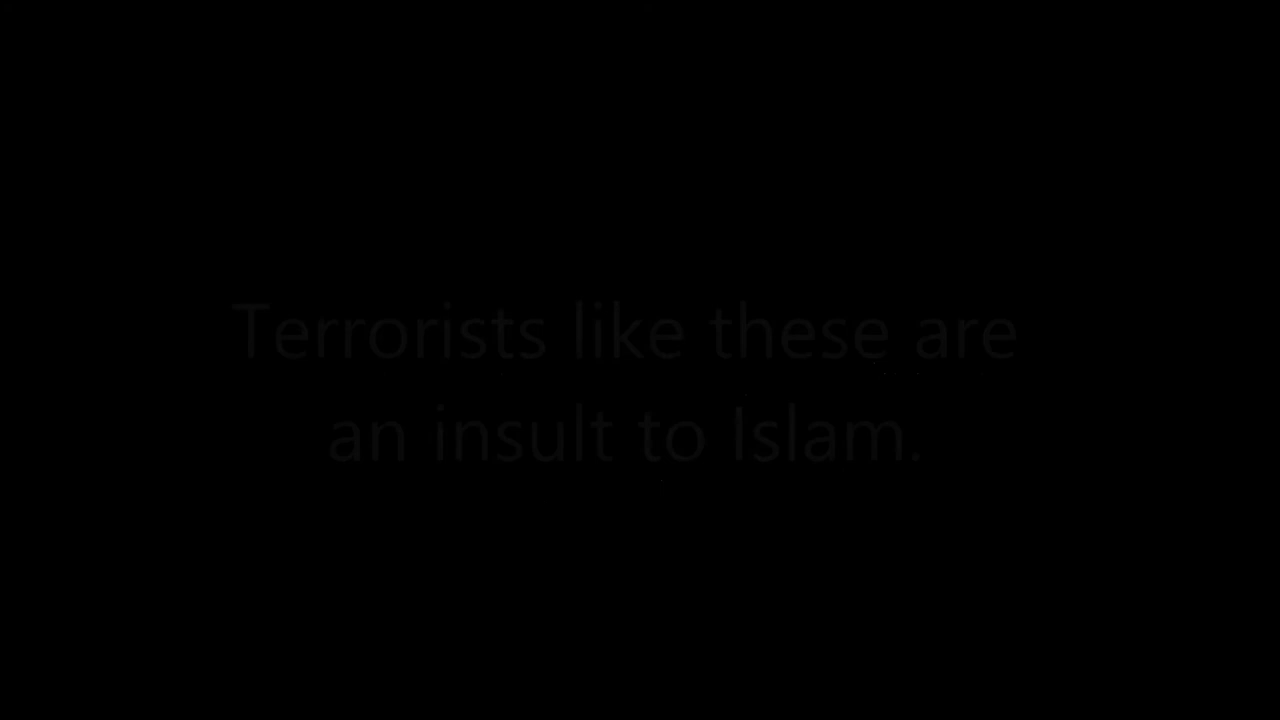 Terrorists like these are
an insult to Islam.